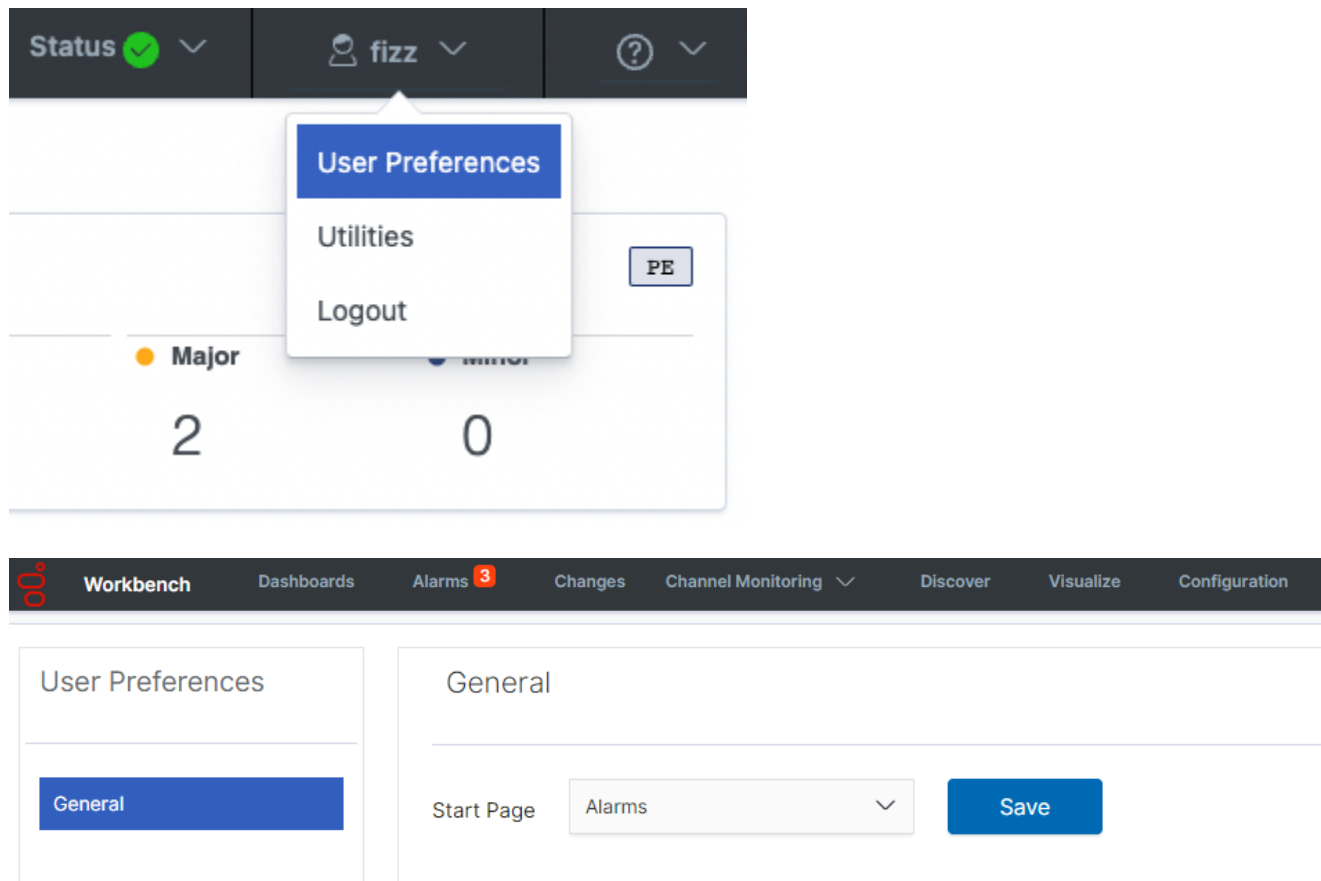 Status fizz ?
User Preferences
Utilities
Logout
PE
Major Minor
2 0
Workbench Dashboards Alarms 3 Changes Channel Monitoring Discover Visualize Configuration
User Preferences General
General
Start Page Alarms Save